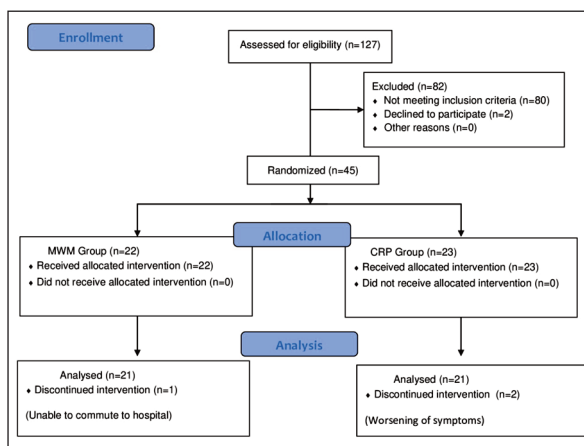 Enrollment
Assessed for eligibility (n=127)
Excluded (n=82)
♦ Not meeting inclusion criteria (n=80)
♦ Declined to participate (n=2)
♦ Other reasons (n=0)
Randomized (n=45)
Allocation
MWM Group (n=22)
♦ Received allocated intervention (n=22)
♦ Did not receive allocated intervention (n=0)
CRP Group (n=23)
♦ Received allocated intervention (n=23)
♦ Did not receive allocated intervention (n=0)
Analysis
Analysed (n=21)
♦ Discontinued intervention (n=1)
(Unable to commute to hospital)
Analysed (n=21)
♦ Discontinued intervention (n=2)
(Worsening of symptoms)